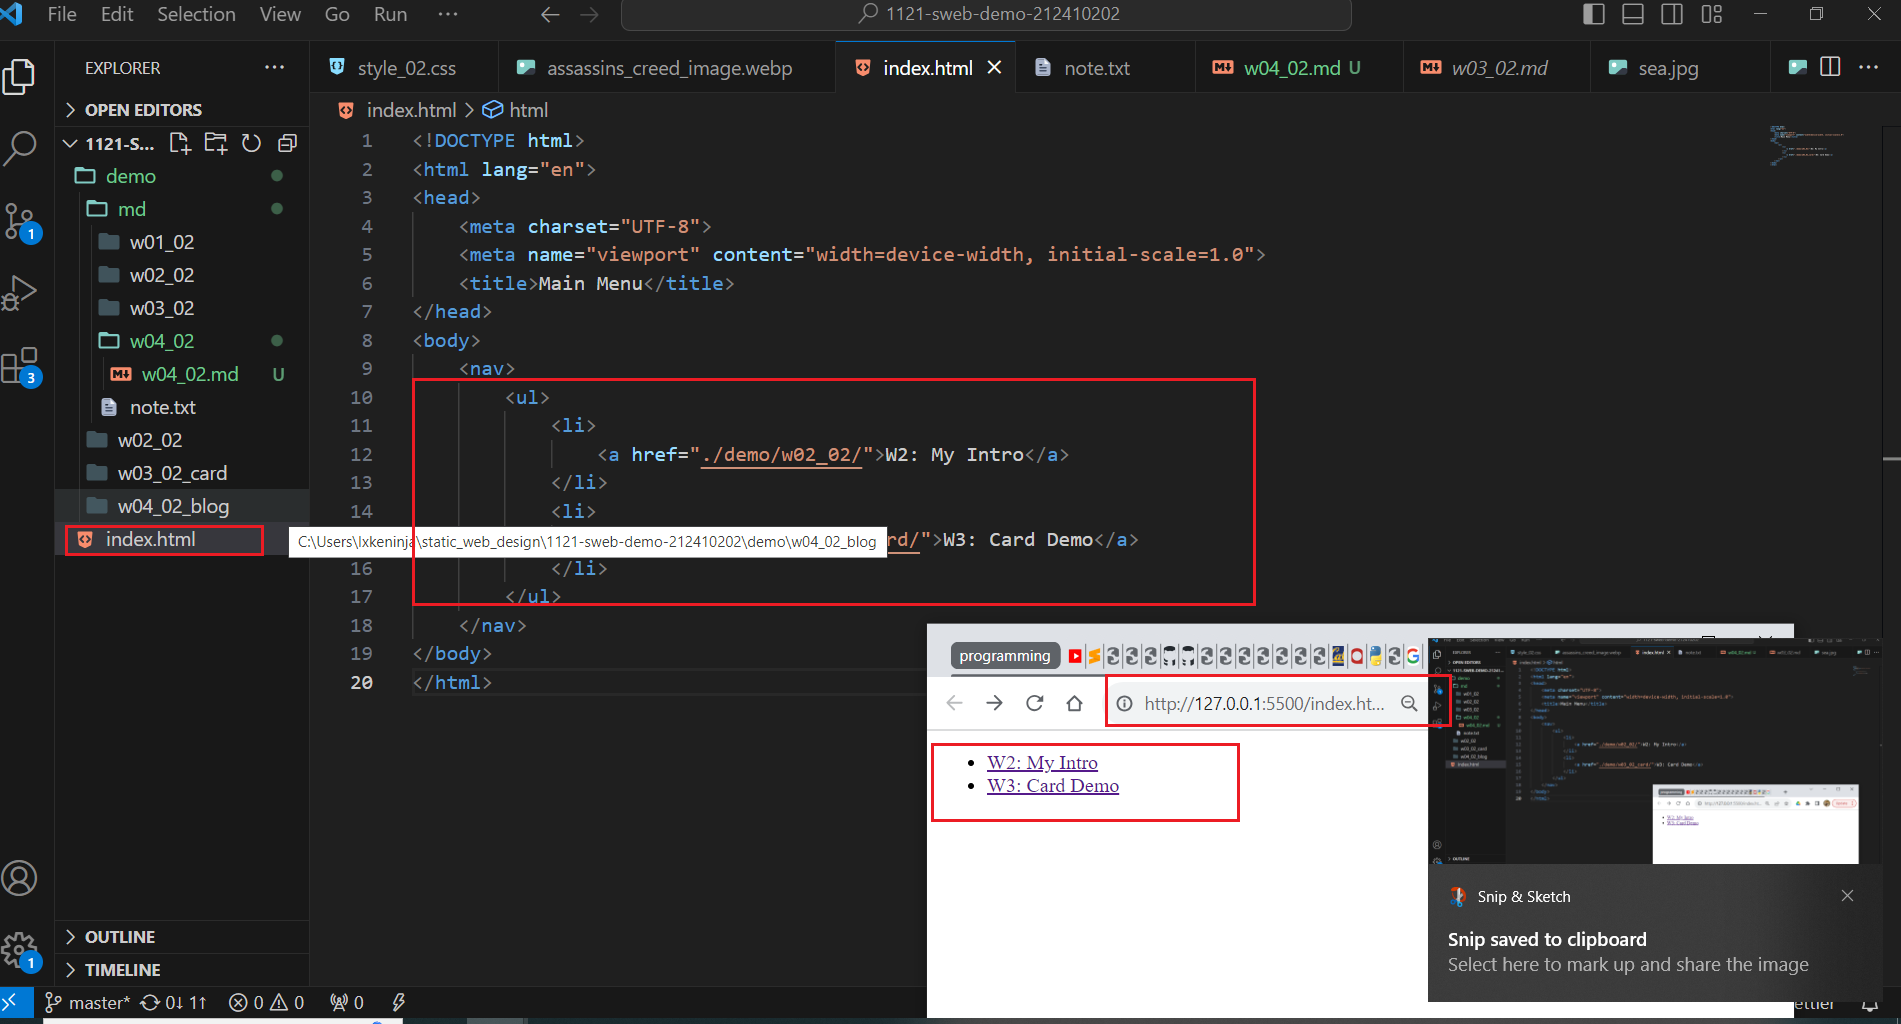 File Edit Selection View Go Run ···
1121-sweb-demo-212410202
EXPLORER ···
OPEN EDITORS
1121-S...
demo
md
w01_02
w02_02
w03_02
w04_02
w04_02.md U
note.txt
w02_02
w03_02_card
w04_02_blog
index.html
OUTLINE
TIMELINE
1
3
1
style_02.css
assassins_creed_image.webp
index.html
note.txt
w04_02.md U
w03_02.md
sea.jpg
index.html > html
1 <!DOCTYPE html>
2 <html lang="en">
3 <head>
4 <meta charset="UTF-8">
5 <meta name="viewport" content="width=device-width, initial-scale=1.0">
6 <title>Main Menu</title>
7 </head>
8 <body>
9 <nav>
10 <ul>
11 <li>
12 <a href="./demo/w02_02/">W2: My Intro</a>
13 </li>
14 <li>
C:\Users\lxkeninja\static_web_design\1121-sweb-demo-212410202\demo\w04_02_blog
rd/">W3: Card Demo</a>
16 </li>
17 </ul>
18 </nav>
19 </body>
20 </html>
programming
http://127.0.0.1:5500/index.ht...
W2: My Intro
W3: Card Demo
Snip & Sketch
Snip saved to clipboard
Select here to mark up and share the image
master* 0↓ 1↑ 0 0 0
ettier